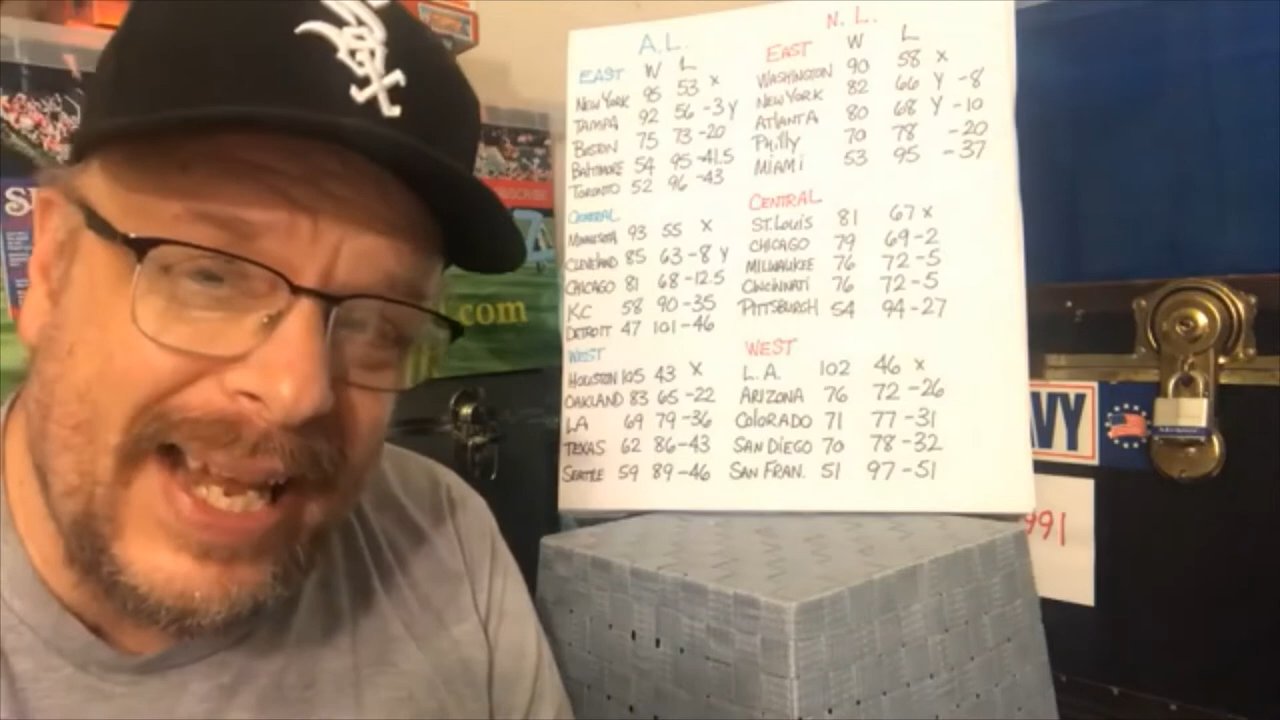 Sox
A.L.
EAST W L
NEW YORK 95 53 x
TAMPA 92 56 -3 Y
BOSTON 75 73 -20
BALTIMORE 54 95 -41.5
TORONTO 52 96 -43
CENTRAL
MINNESOTA 93 55 X
CLEVELAND 85 63 -8 Y
CHICAGO 81 68 -12.5
KC 58 90 -35
DETROIT 47 101 -46
WEST
HOUSTON 105 43 X
OAKLAND 83 65 -22
LA 69 79 -36
TEXAS 62 86 -43
SEATTLE 59 89 -46
N.L.
EAST W L
WASHINGTON 90 58 x
NEW YORK 82 66 Y -8
ATLANTA 80 68 Y -10
Philly 70 78 -20
MIAMI 53 95 -37
CENTRAL
ST. LOUIS 81 67 x
CHICAGO 79 69 -2
MILWAUKEE 76 72 -5
CINCINNATI 76 72 -5
PITTSBURGH 54 94 -27
WEST
L.A. 102 46 x
ARIZONA 76 72 -26
COLORADO 71 77 -31
SAN DIEGO 70 78 -32
SAN FRAN. 51 97 -51
.com
VY
991